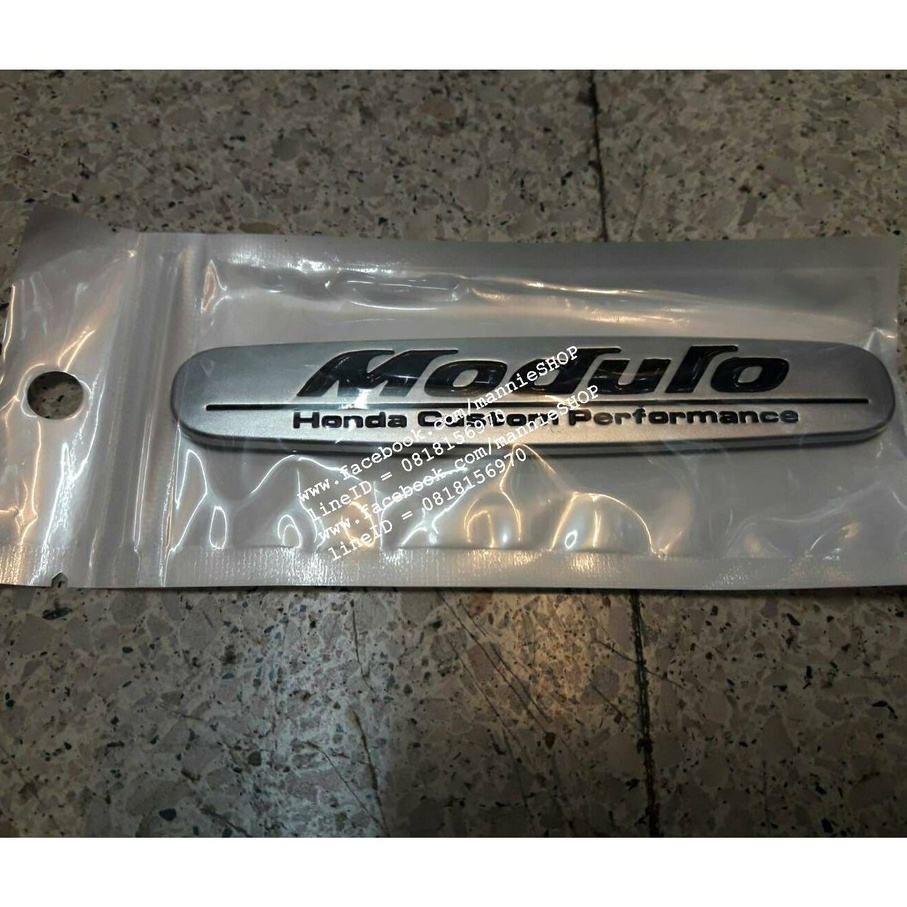 Modulo
Honda Custom Performance
www.facebook.com/mannieSHOP
lineID = 0818156970
www.facebook.com/mannieSHOP
lineID = 0818156970